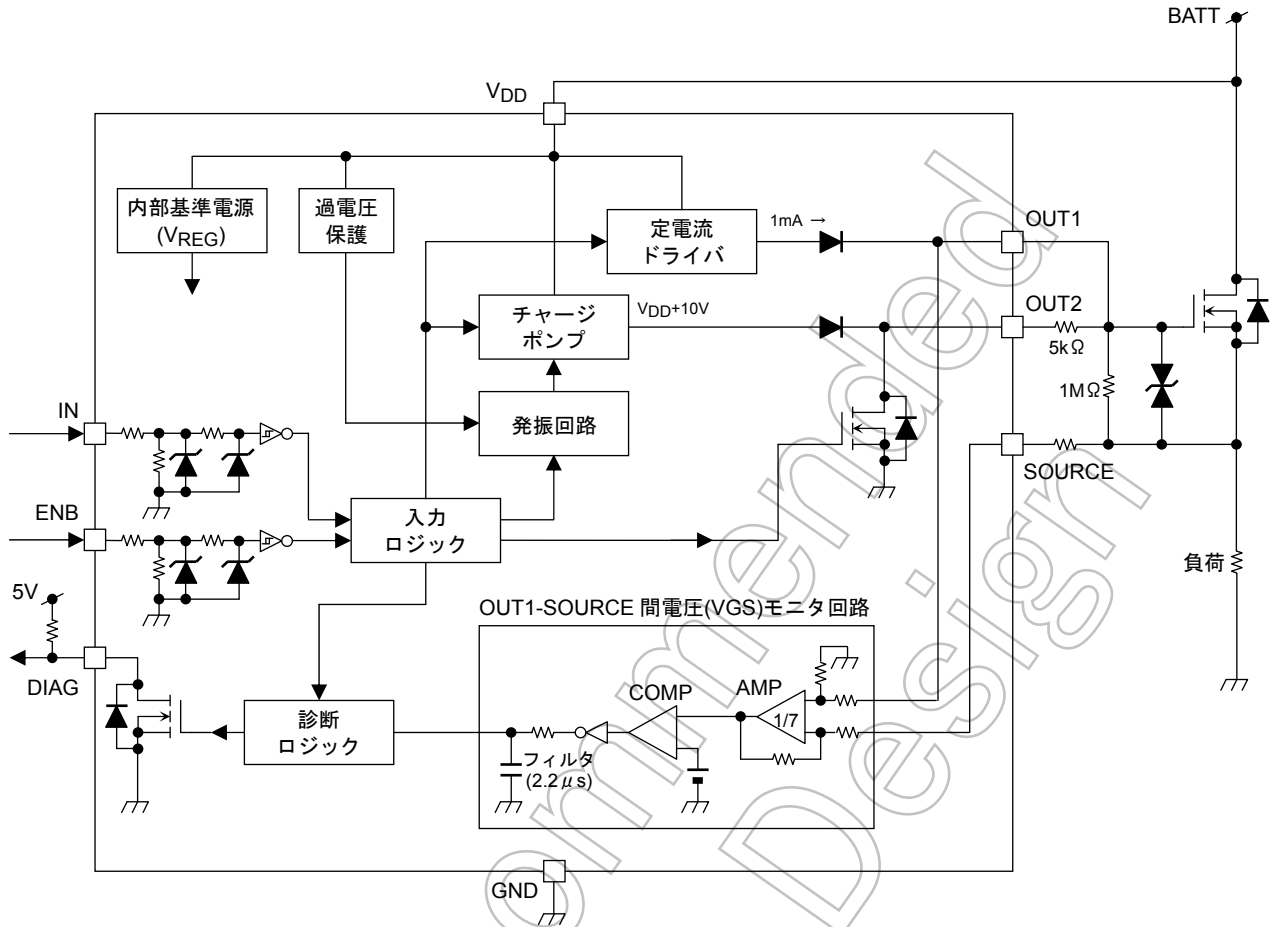 BATT
VDD
内部基準電源
(VREG)
過電圧
保護
定電流
ドライバ
1mA →
OUT1
チャージ
ポンプ
VDD+10V
OUT2
5kΩ
1MΩ
IN
発振回路
SOURCE
ENB
入力
ロジック
負荷
5V
OUT1-SOURCE 間電圧(VGS)モニタ回路
DIAG
COMP
AMP
1/7
診断
ロジック
フィルタ
(2.2μs)
GND
ommended
Design